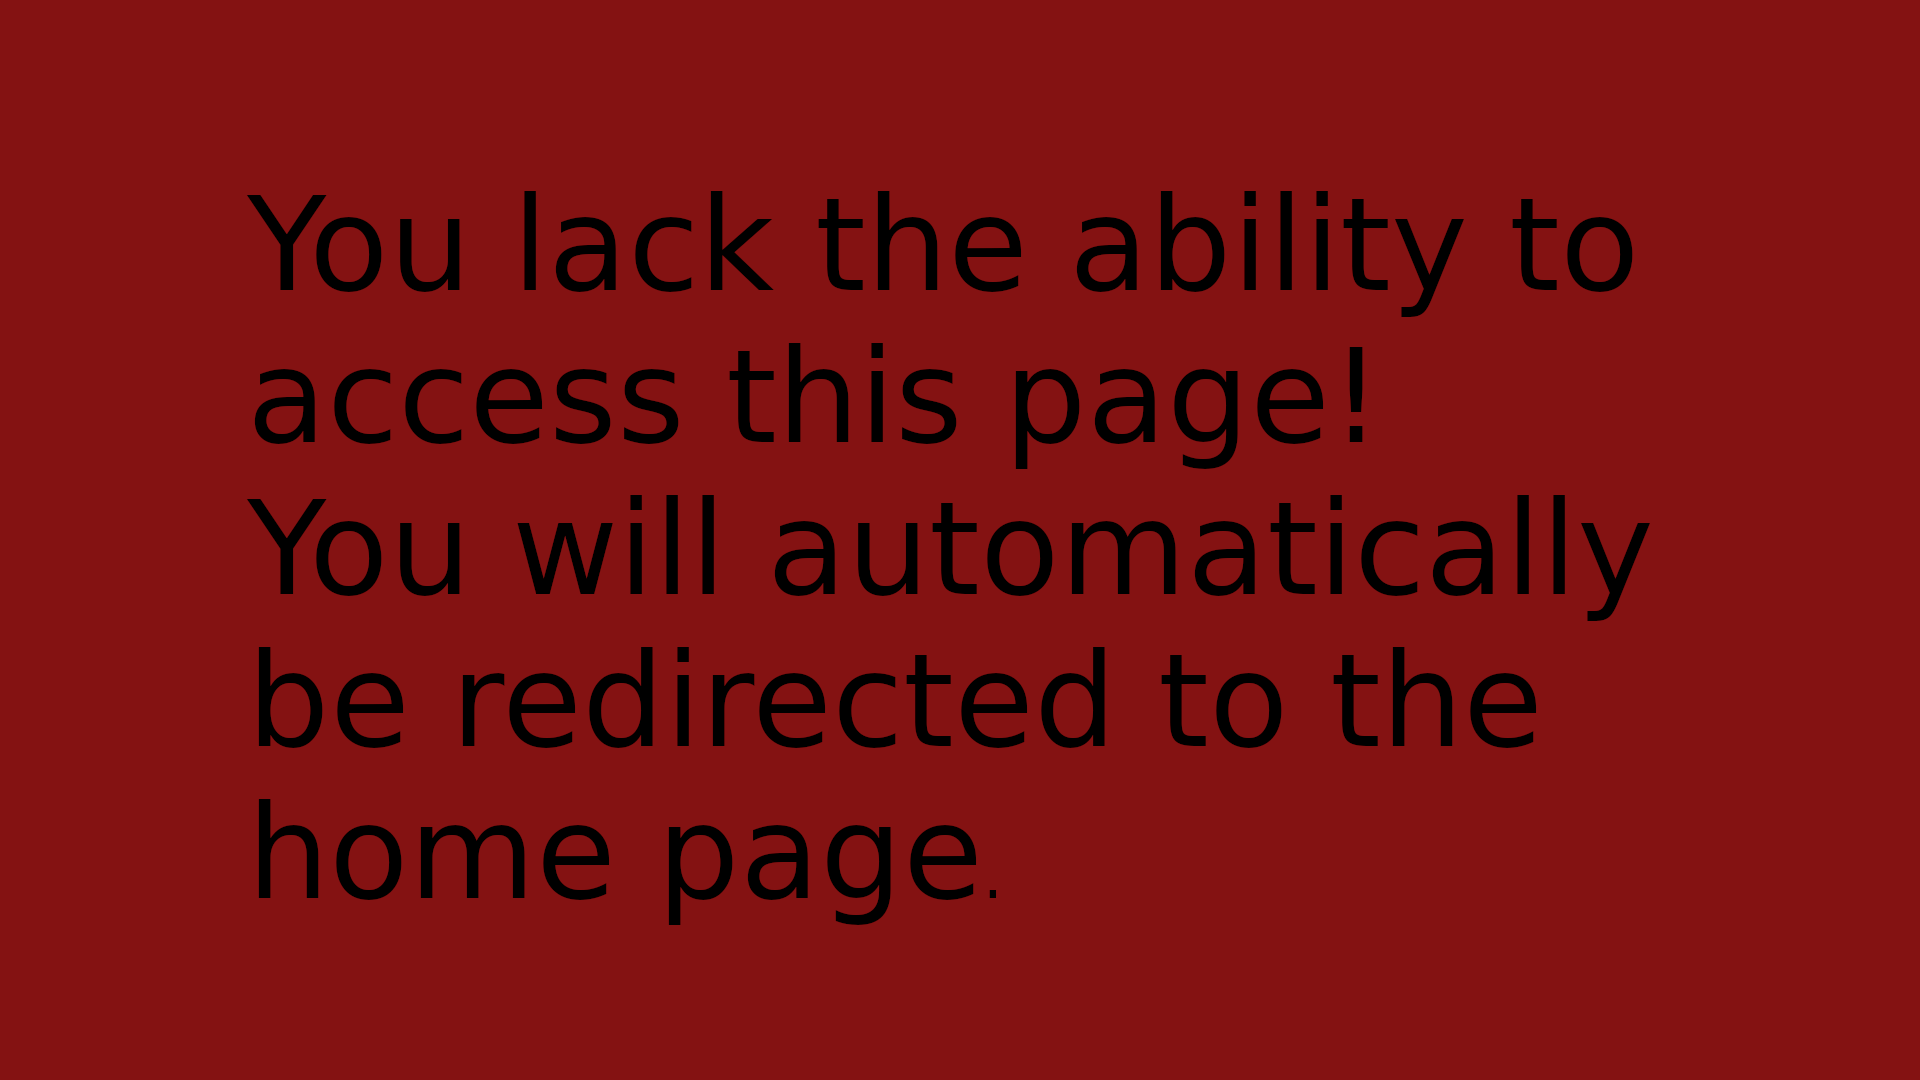 You lack the ability to
access this page!
You will automatically
be redirected to the
home page.